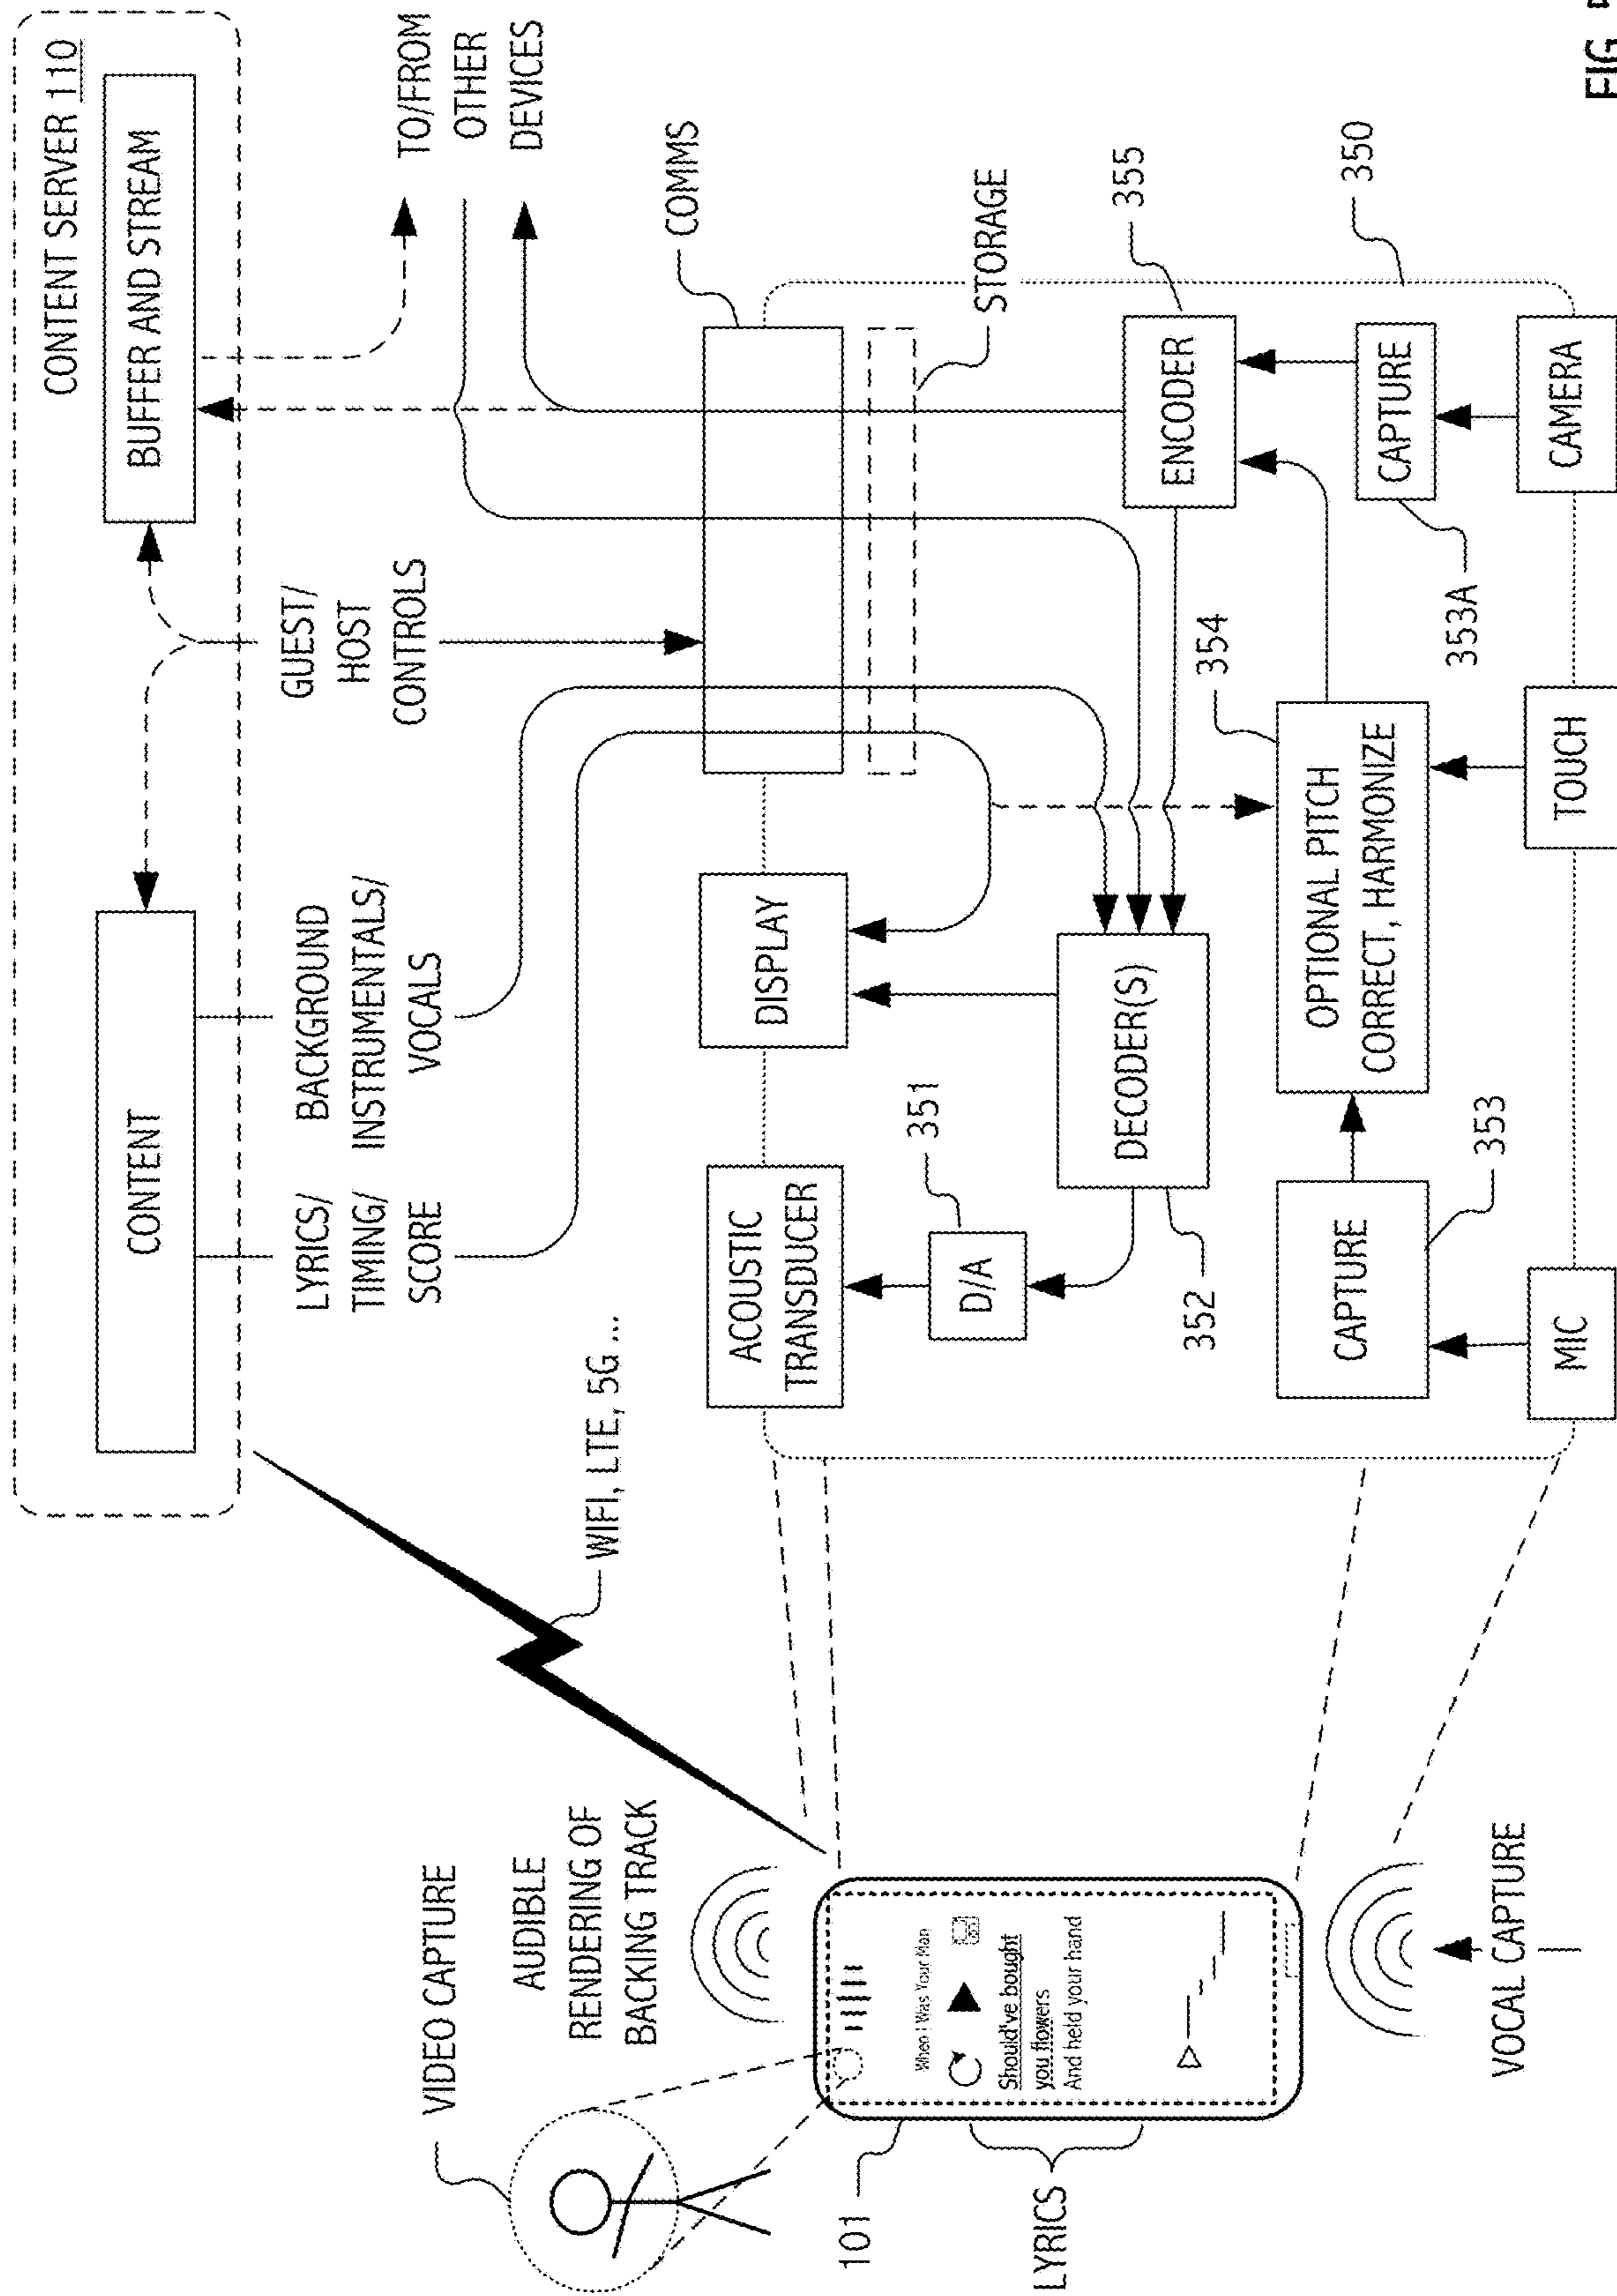 CONTENT SERVER 110
CONTENT
BUFFER AND STREAM
LYRICS/
TIMING/
SCORE
BACKGROUND
INSTRUMENTALS/
VOCALS
GUEST/
HOST
CONTROLS
TO/FROM
OTHER
DEVICES
WIFI, LTE, 5G ...
VIDEO CAPTURE
AUDIBLE
RENDERING OF
BACKING TRACK
COMMS
ACOUSTIC
TRANSDUCER
DISPLAY
STORAGE
351
D/A
DECODER(S)
352
355
ENCODER
354
OPTIONAL PITCH
CORRECT, HARMONIZE
350
CAPTURE
353
CAPTURE
353A
MIC
TOUCH
CAMERA
101
LYRICS
When I Was Your Man
Should've bought
you flowers
And held your hand
VOCAL CAPTURE
FIG